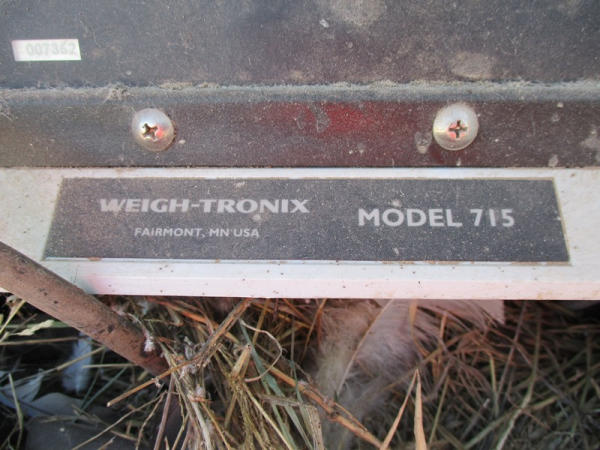 007362
WEIGH-TRONIX
FAIRMONT, MN USA
MODEL 715